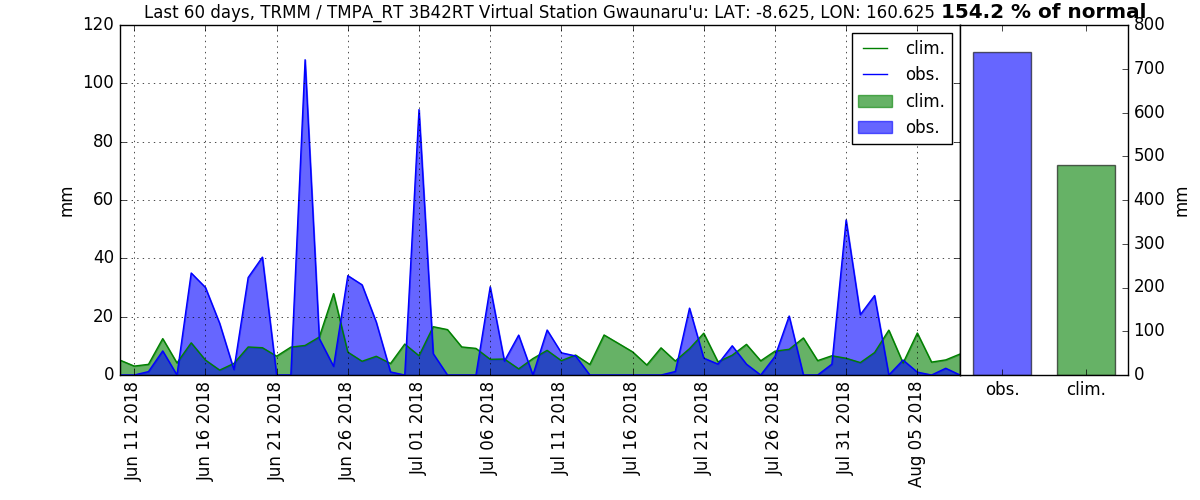 Last 60 days, TRMM / TMPA_RT 3B42RT Virtual Station Gwaunaru'u: LAT: -8.625, LON: 160.625 154.2 % of normal
120
100
80
60
40
20
0
mm
clim.
obs.
clim.
obs.
800
700
600
500
400
300
200
100
0
mm
Jun 11 2018
Jun 16 2018
Jun 21 2018
Jun 26 2018
Jul 01 2018
Jul 06 2018
Jul 11 2018
Jul 16 2018
Jul 21 2018
Jul 26 2018
Jul 31 2018
Aug 05 2018
obs.
clim.